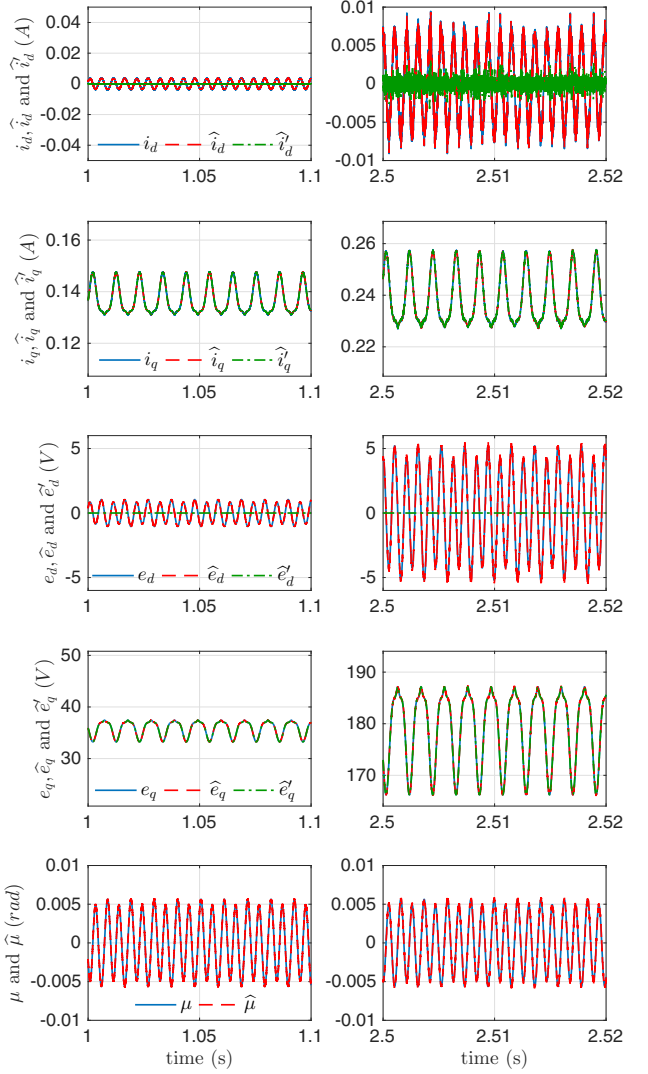 i_d, î_d and î'_d (A)
0.04
0.02
0
-0.02
-0.04
i_d î_d î'_d
1 1.05 1.1
0.01
0.005
0
-0.005
-0.01
2.5 2.51 2.52
i_q, î_q and î'_q (A)
0.16
0.14
0.12
i_q î_q î'_q
1 1.05 1.1
0.26
0.24
0.22
2.5 2.51 2.52
e_d, ê_d and ê'_d (V)
5
0
-5
e_d ê_d ê'_d
1 1.05 1.1
5
0
-5
2.5 2.51 2.52
e_q, ê_q and ê'_q (V)
50
40
30
e_q ê_q ê'_q
1 1.05 1.1
190
180
170
2.5 2.51 2.52
μ and μ̂ (rad)
0.01
0.005
0
-0.005
-0.01
μ μ̂
1 1.05 1.1
time (s)
0.01
0.005
0
-0.005
-0.01
2.5 2.51 2.52
time (s)